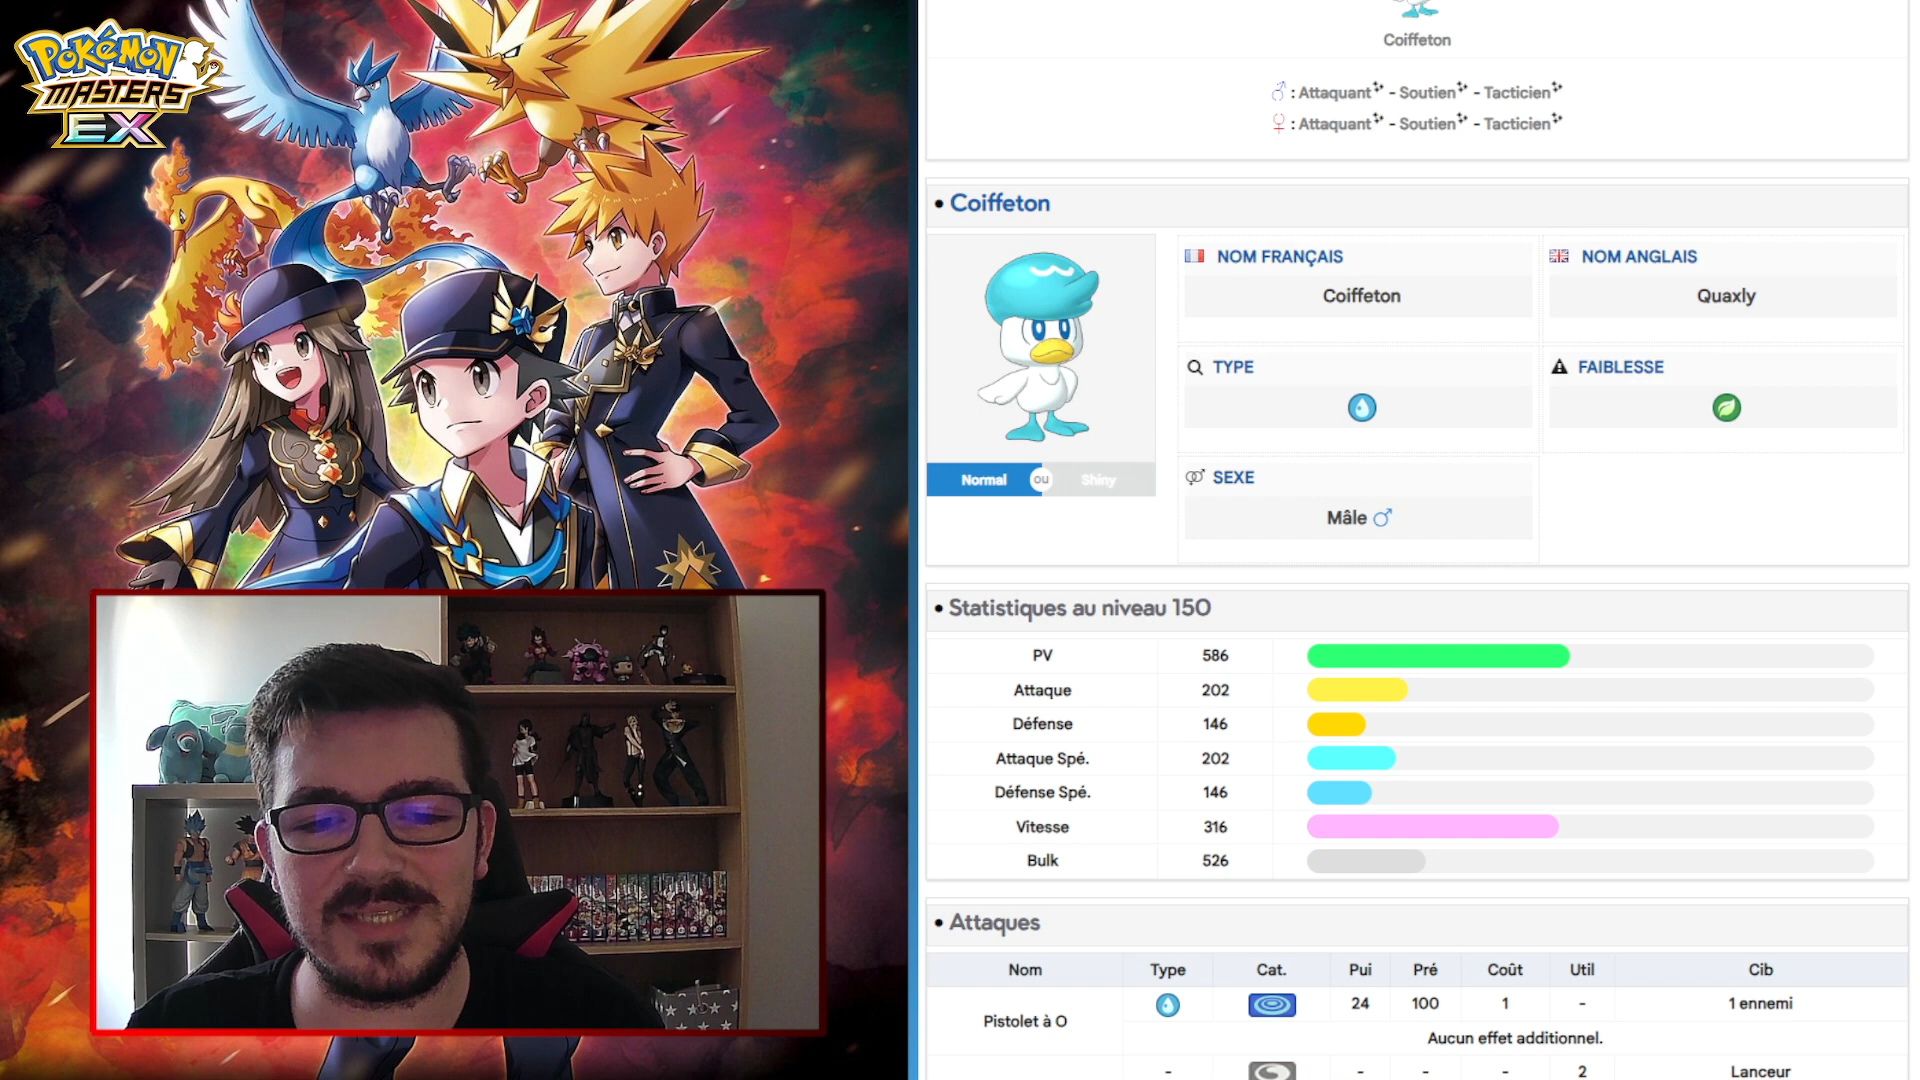 POKÉMON
MASTERS
EX
Coiffeton
♂ : Attaquant - Soutien - Tacticien
♀ : Attaquant - Soutien - Tacticien
• Coiffeton
NOM FRANÇAIS
NOM ANGLAIS
Coiffeton
Quaxly
TYPE
FAIBLESSE
Normal ou Shiny
SEXE
Mâle ♂
• Statistiques au niveau 150
PV 586
Attaque 202
Défense 146
Attaque Spé. 202
Défense Spé. 146
Vitesse 316
Bulk 526
• Attaques
Nom Type Cat. Pui Pré Coût Util Cib
Pistolet à O 24 100 1 - 1 ennemi
Aucun effet additionnel.
- - - - 2 Lanceur